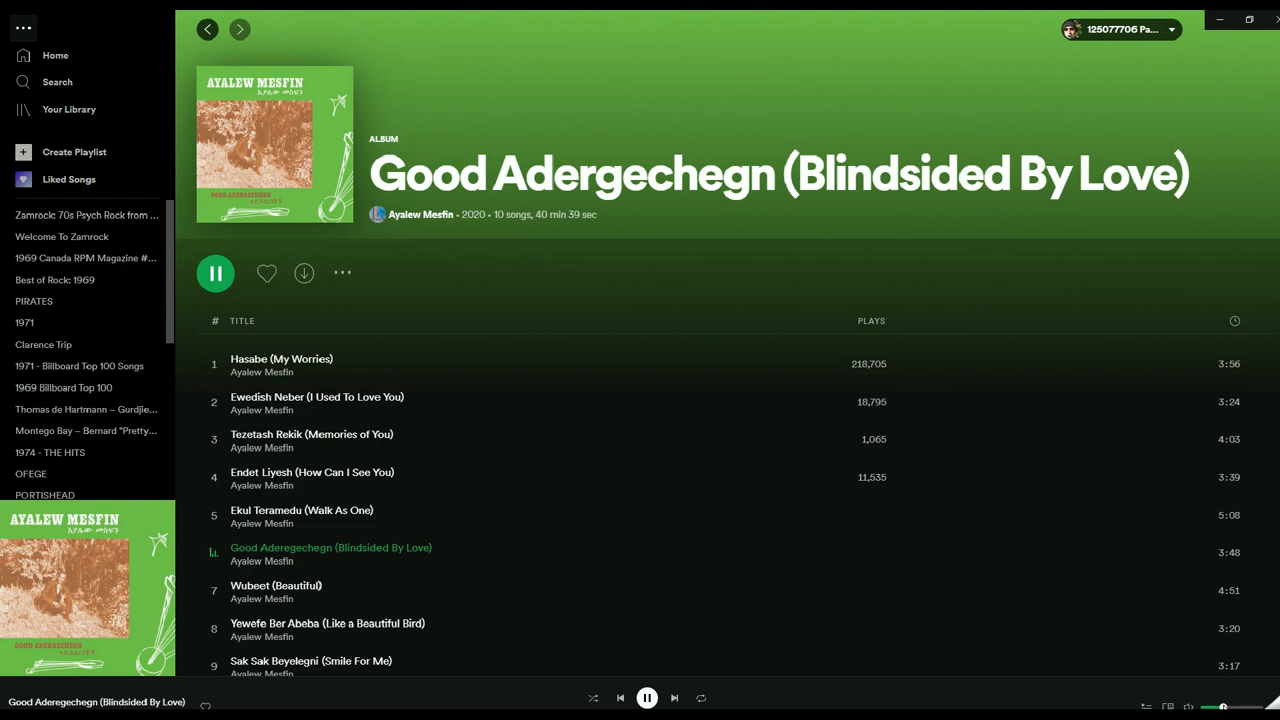 Home
Search
Your Library
Create Playlist
Liked Songs
Zamrock: 70s Psych Rock from ...
Welcome To Zamrock
1969 Canada RPM Magazine #...
Best of Rock: 1969
PIRATES
1971
Clarence Trip
1971 - Billboard Top 100 Songs
1969 Billboard Top 100
Thomas de Hartmann – Gurdjie...
Montego Bay – Bernard "Pretty...
1974 - THE HITS
OFEGE
PORTISHEAD
AYALEW MESFIN
አያሌው መስፍን
GOOD ADERGECHEGN
125077706 Pa...
AYALEW MESFIN
አያሌው መስፍን
GOOD ADERGECHEGN
ALBUM
Good Adergechegn (Blindsided By Love)
Ayalew Mesfin • 2020 • 10 songs, 40 min 39 sec
# TITLE PLAYS
1 Hasabe (My Worries) 218,705 3:56
Ayalew Mesfin
2 Ewedish Neber (I Used To Love You) 18,795 3:24
Ayalew Mesfin
3 Tezetash Rekik (Memories of You) 1,065 4:03
Ayalew Mesfin
4 Endet Liyesh (How Can I See You) 11,535 3:39
Ayalew Mesfin
5 Ekul Teramedu (Walk As One) 5:08
Ayalew Mesfin
Good Aderegechegn (Blindsided By Love) 3:48
Ayalew Mesfin
7 Wubeet (Beautiful) 4:51
Ayalew Mesfin
8 Yewefe Ber Abeba (Like a Beautiful Bird) 3:20
Ayalew Mesfin
9 Sak Sak Beyelegni (Smile For Me) 3:17
Ayalew Mesfin
Good Aderegechegn (Blindsided By Love)